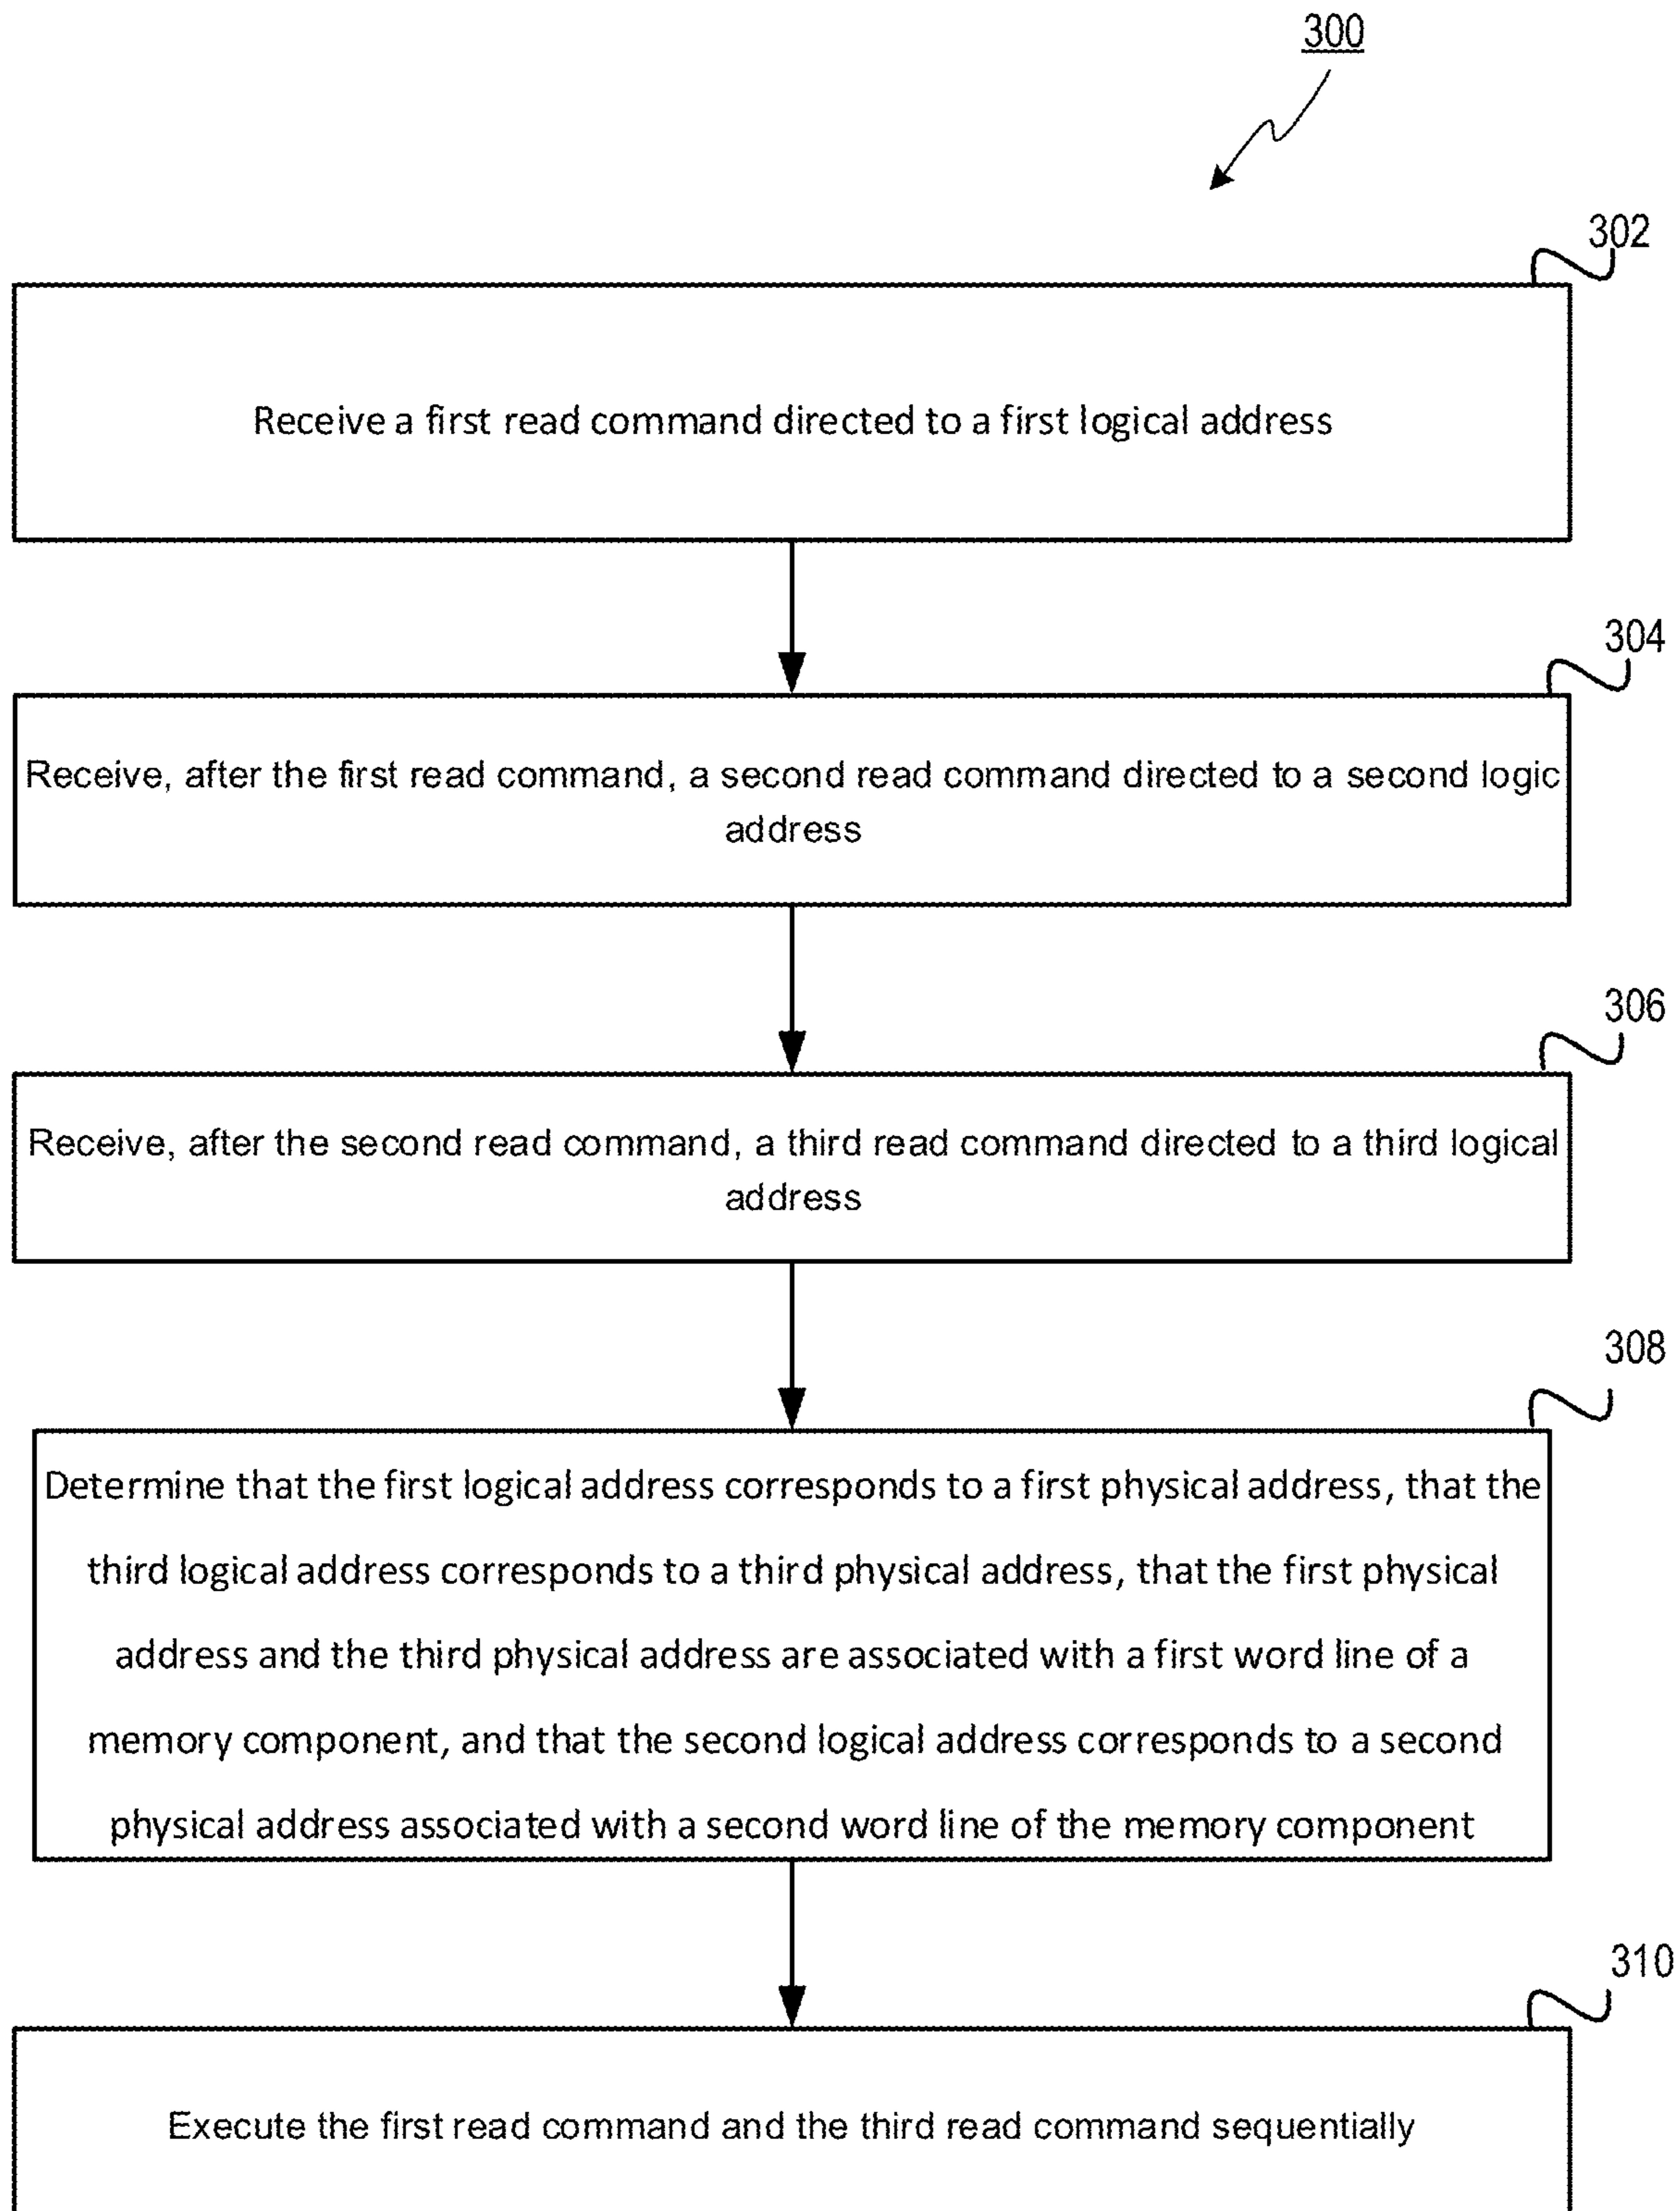 300
302
Receive a first read command directed to a first logical address
304
Receive, after the first read command, a second read command directed to a second logic
address
306
Receive, after the second read command, a third read command directed to a third logical
address
308
Determine that the first logical address corresponds to a first physical address, that the
third logical address corresponds to a third physical address, that the first physical
address and the third physical address are associated with a first word line of a
memory component, and that the second logical address corresponds to a second
physical address associated with a second word line of the memory component
310
Execute the first read command and the third read command sequentially